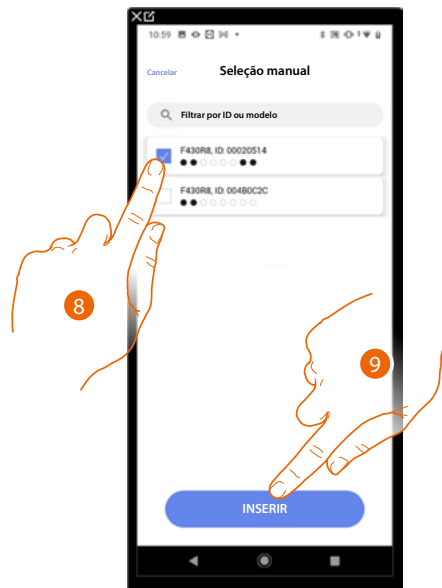 10:59
Cancelar Seleção manual
Filtrar por ID ou modelo
F430R8, ID: 00020514
F430R8, ID: 004B0C2C
8
9
INSERIR